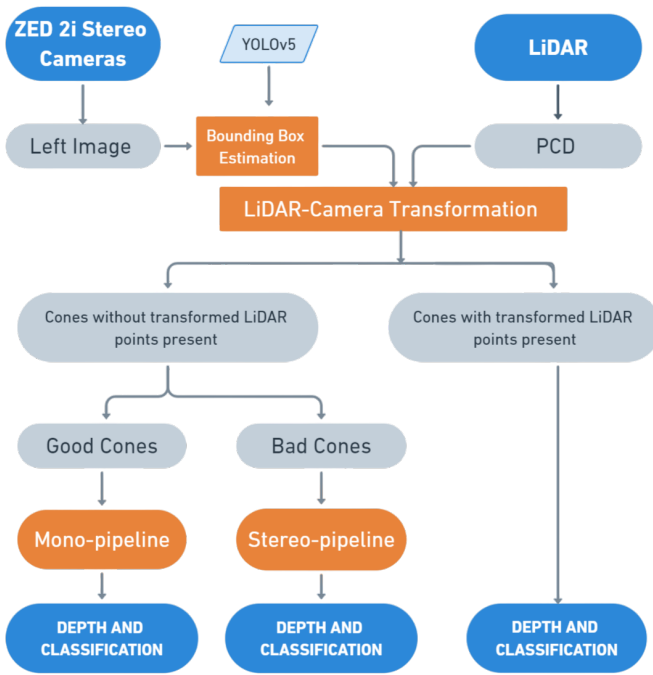 ZED 2i Stereo
Cameras
YOLOv5
LiDAR
Left Image
Bounding Box
Estimation
PCD
LiDAR-Camera Transformation
Cones without transformed LiDAR
points present
Cones with transformed LiDAR
points present
Good Cones
Bad Cones
Mono-pipeline
Stereo-pipeline
DEPTH AND
CLASSIFICATION
DEPTH AND
CLASSIFICATION
DEPTH AND
CLASSIFICATION